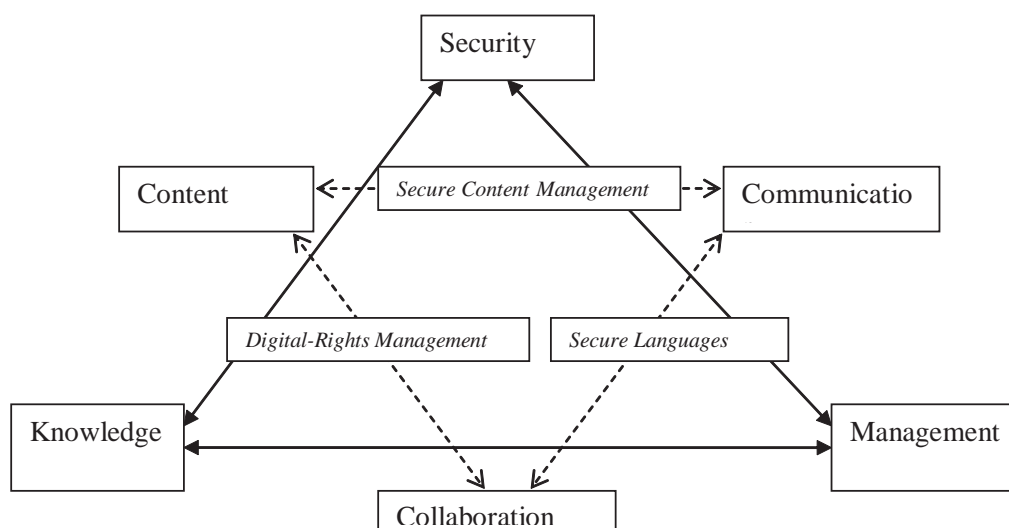 Security
Content
Secure Content Management
Communicatio
Digital-Rights Management
Secure Languages
Knowledge
Management
Collaboration